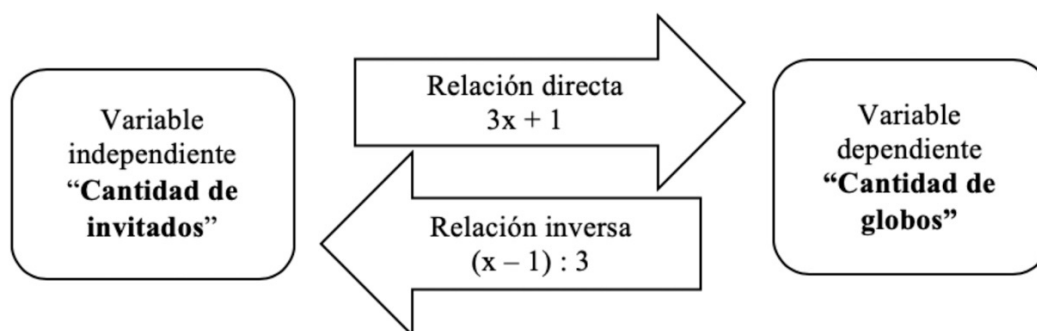 Variable
independiente
“Cantidad de
invitados”
Relación directa
3x + 1
Relación inversa
(x – 1) : 3
Variable
dependiente
“Cantidad de
globos”